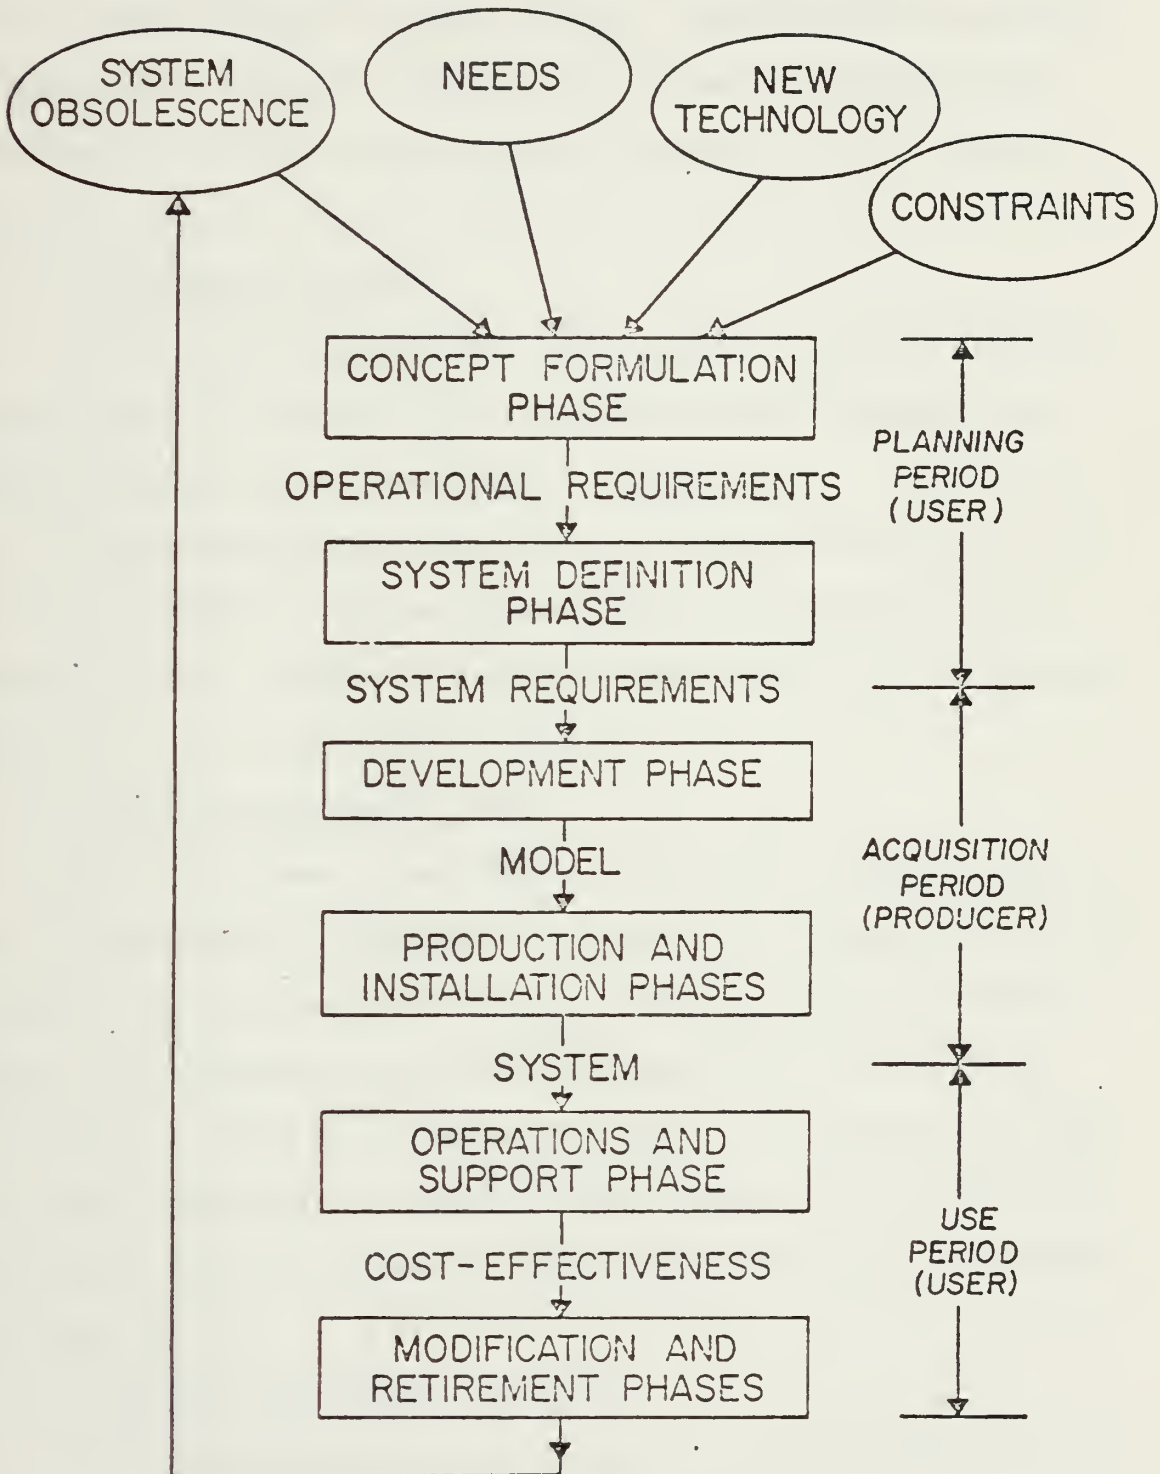 SYSTEM
OBSOLESCENCE
NEEDS
NEW
TECHNOLOGY
CONSTRAINTS
CONCEPT FORMULATION
PHASE
OPERATIONAL REQUIREMENTS
SYSTEM DEFINITION
PHASE
SYSTEM REQUIREMENTS
DEVELOPMENT PHASE
MODEL
PRODUCTION AND
INSTALLATION PHASES
SYSTEM
OPERATIONS AND
SUPPORT PHASE
COST-EFFECTIVENESS
MODIFICATION AND
RETIREMENT PHASES
PLANNING
PERIOD
(USER)
ACQUISITION
PERIOD
(PRODUCER)
USE
PERIOD
(USER)